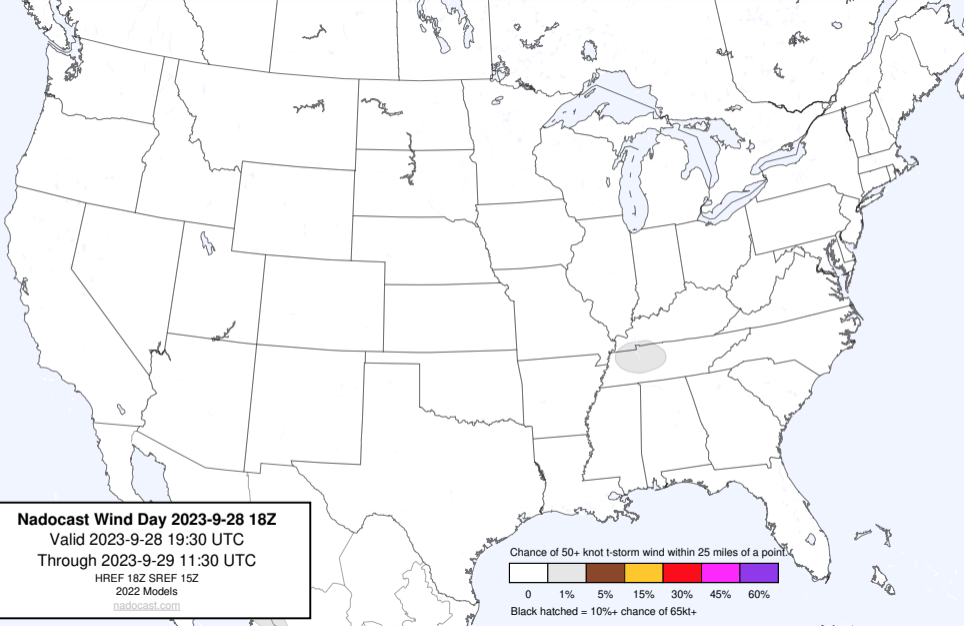 Nadocast Wind Day 2023-9-28 18Z
Valid 2023-9-28 19:30 UTC
Through 2023-9-29 11:30 UTC
HREF 18Z SREF 15Z
2022 Models
nadocast.com
Chance of 50+ knot t-storm wind within 25 miles of a point.
0 1% 5% 15% 30% 45% 60%
Black hatched = 10%+ chance of 65kt+